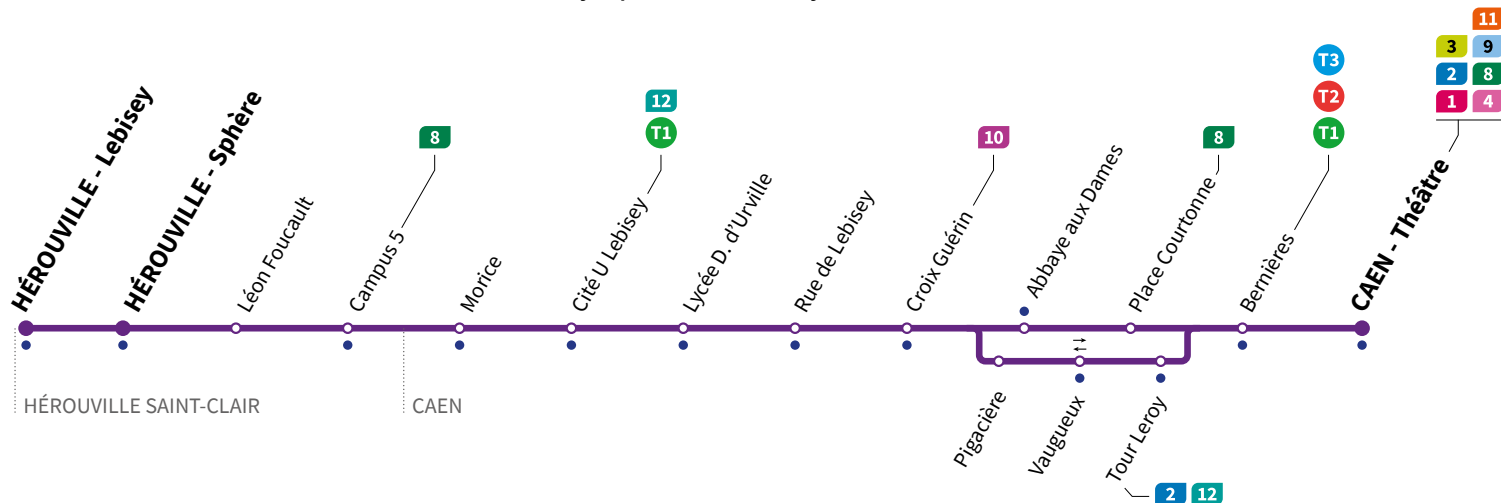 HÉROUVILLE - Lebisey
HÉROUVILLE - Sphère
Léon Foucault
Campus 5
8
Morice
Cité U Lebisey
12
T1
Lycée D. d'Urville
Rue de Lebisey
Croix Guérin
10
Abbaye aux Dames
Place Courtonne
8
Bernières
T3
T2
T1
CAEN - Théâtre
11
3 9
2 8
1 4
Pigacière
Vaugueux
Tour Leroy
2 12
HÉROUVILLE SAINT-CLAIR
CAEN